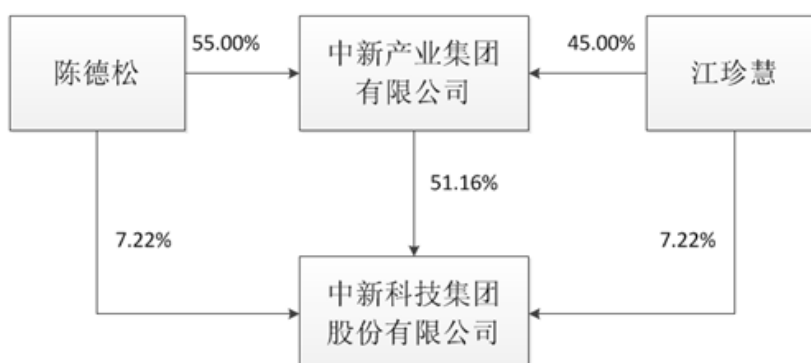 55.00%
中新产业集团
有限公司
45.00%
陈德松
江珍慧
51.16%
7.22%
7.22%
中新科技集团
股份有限公司